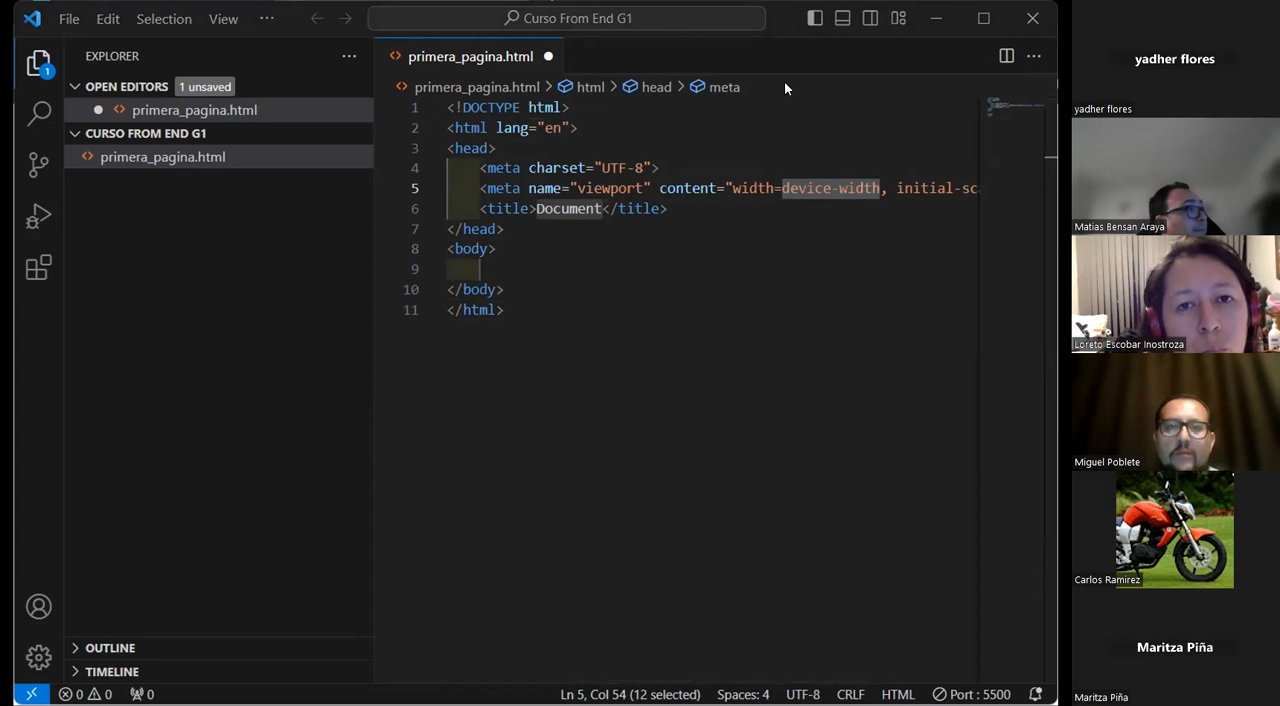 File Edit Selection View ··· Curso From End G1
EXPLORER ···
OPEN EDITORS 1 unsaved
primera_pagina.html
CURSO FROM END G1
primera_pagina.html
OUTLINE
TIMELINE
1
primera_pagina.html
primera_pagina.html > html > head > meta
1 <!DOCTYPE html>
2 <html lang="en">
3 <head>
4 <meta charset="UTF-8">
5 <meta name="viewport" content="width=device-width, initial-sc
6 <title>Document</title>
7 </head>
8 <body>
9
10 </body>
11 </html>
0 0 0 Ln 5, Col 54 (12 selected) Spaces: 4 UTF-8 CRLF HTML Port : 5500
yadher flores
yadher flores
Matias Bensan Araya
Loreto Escobar Inostroza
Miguel Poblete
Carlos Ramirez
Maritza Piña
Maritza Piña